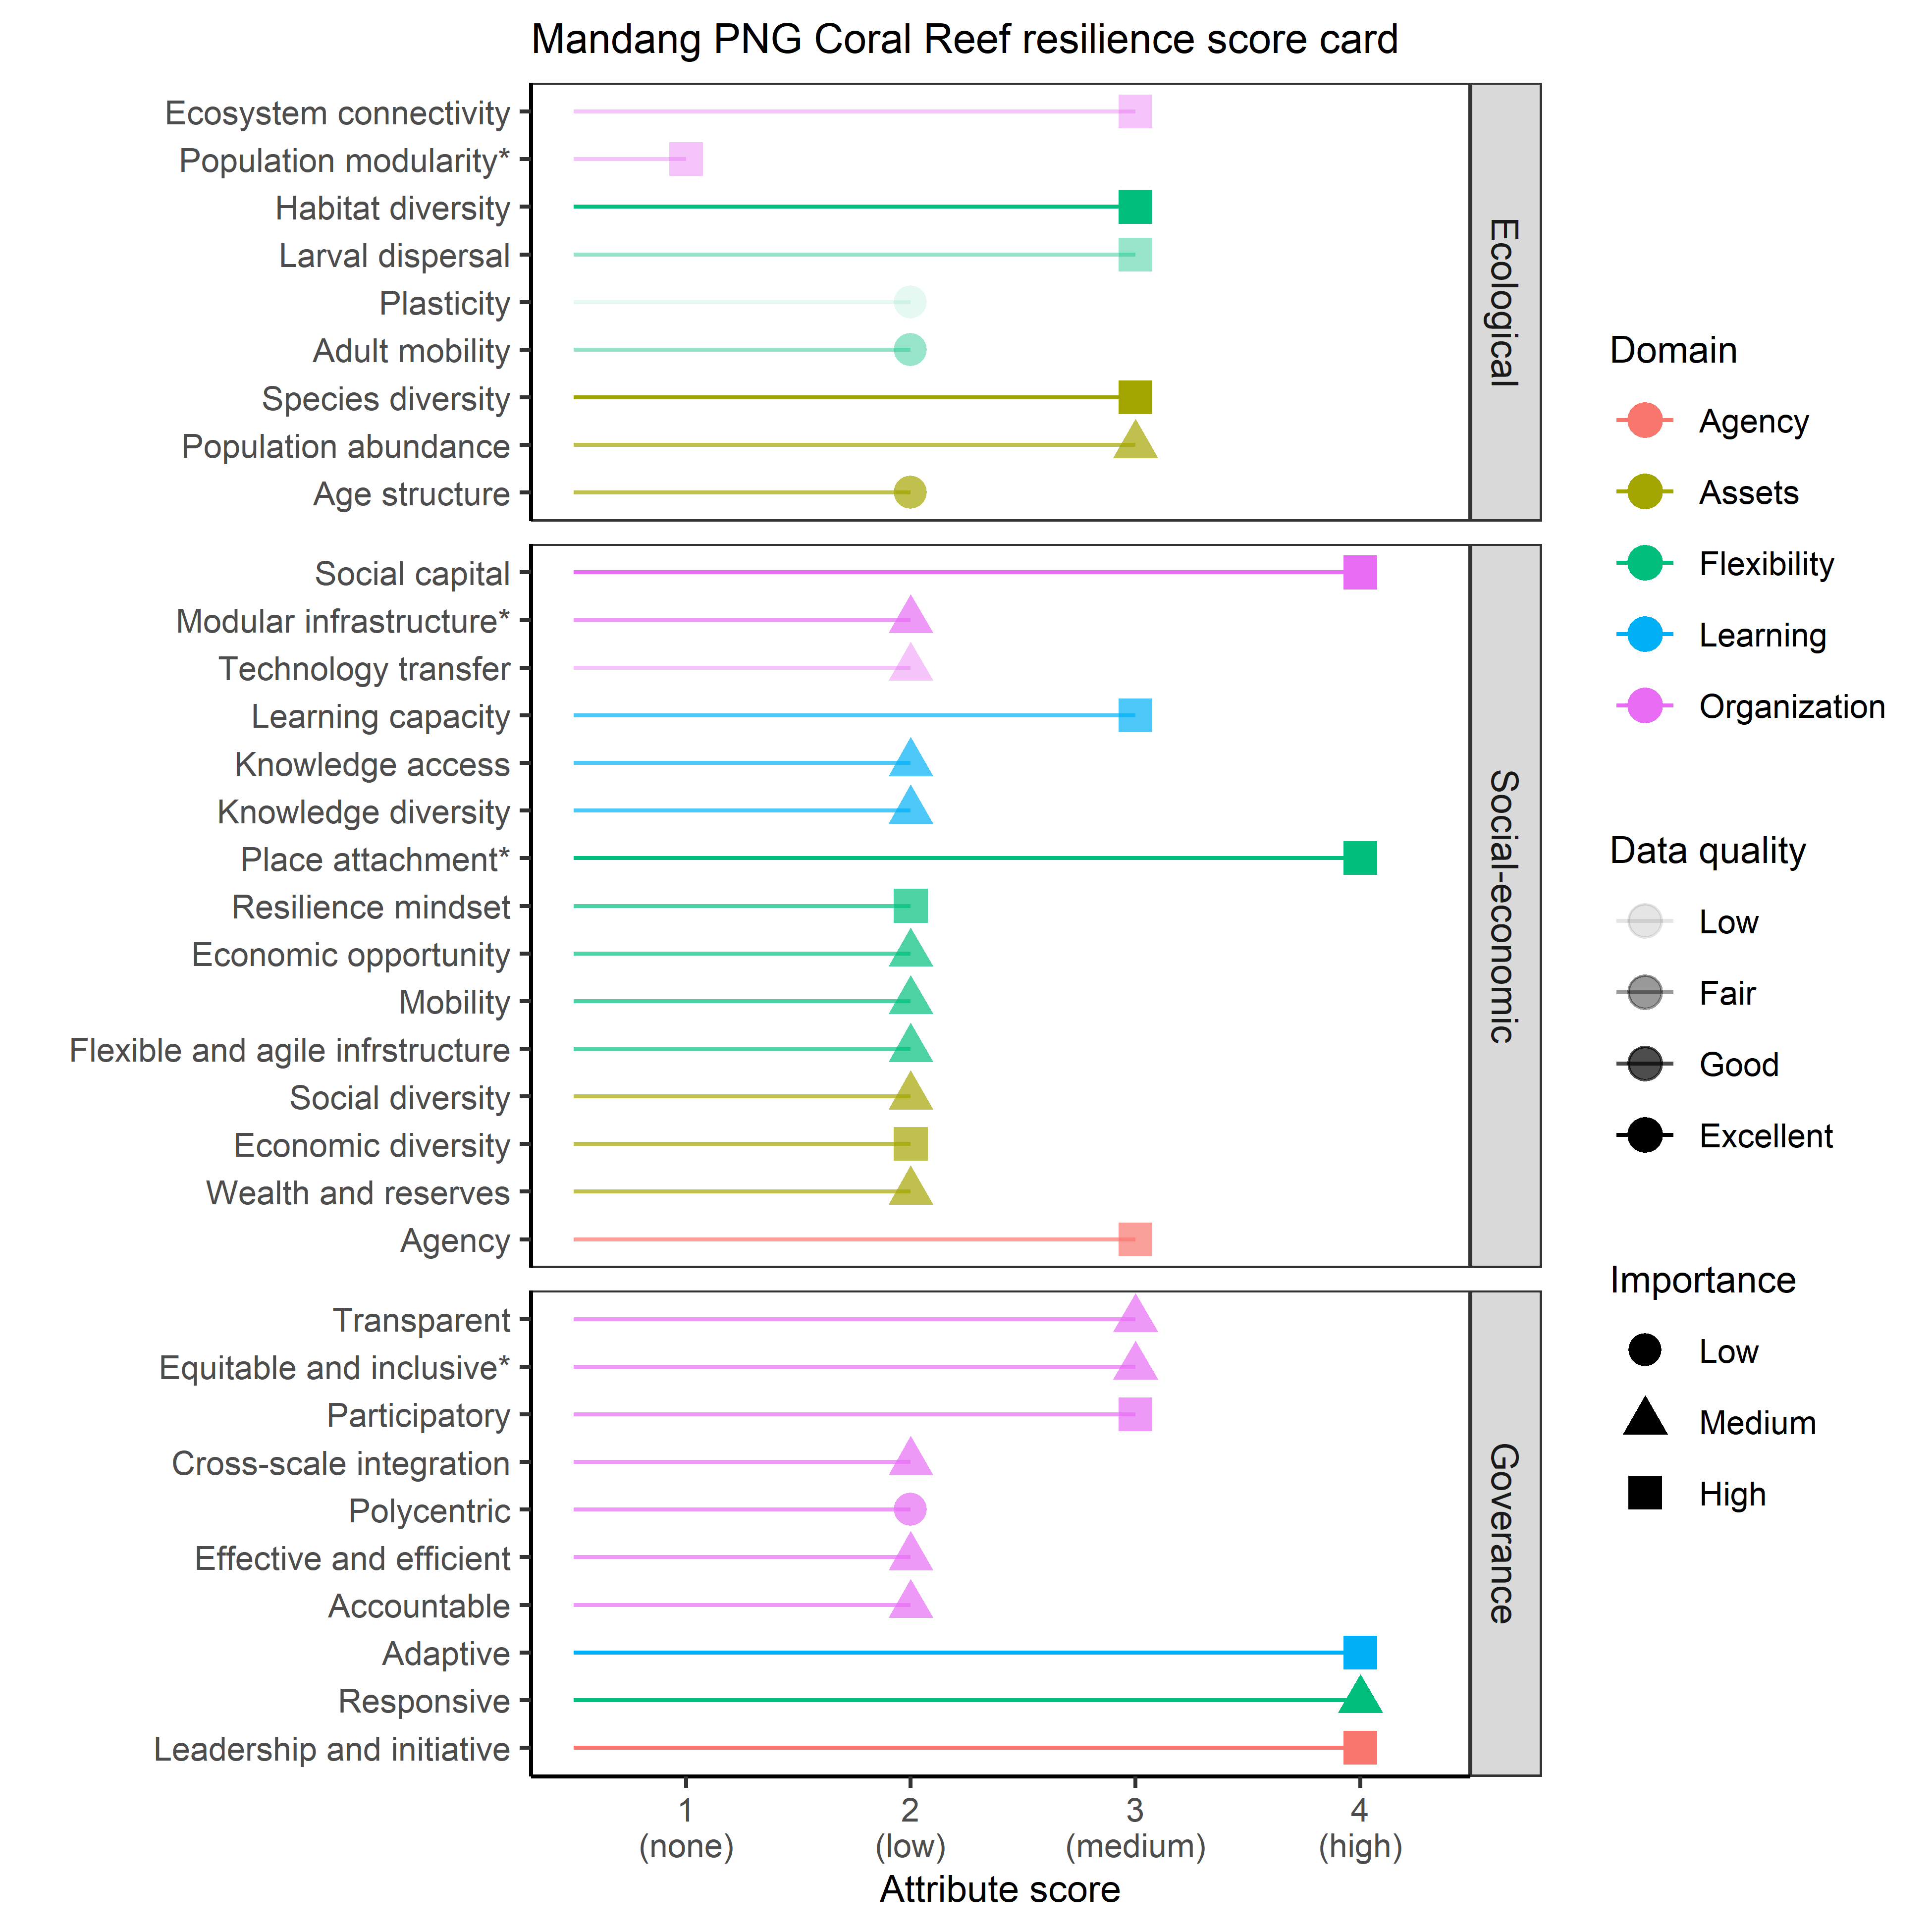 Mandang PNG Coral Reef resilience score card
Ecosystem connectivity
Population modularity*
Habitat diversity
Larval dispersal
Plasticity
Adult mobility
Species diversity
Population abundance
Age structure
Ecological
Social capital
Modular infrastructure*
Technology transfer
Learning capacity
Knowledge access
Knowledge diversity
Place attachment*
Resilience mindset
Economic opportunity
Mobility
Flexible and agile infrstructure
Social diversity
Economic diversity
Wealth and reserves
Agency
Social-economic
Transparent
Equitable and inclusive*
Participatory
Cross-scale integration
Polycentric
Effective and efficient
Accountable
Adaptive
Responsive
Leadership and initiative
Goverance
1 2 3 4
(none) (low) (medium) (high)
Attribute score
Domain
Agency
Assets
Flexibility
Learning
Organization
Data quality
Low
Fair
Good
Excellent
Importance
Low
Medium
High